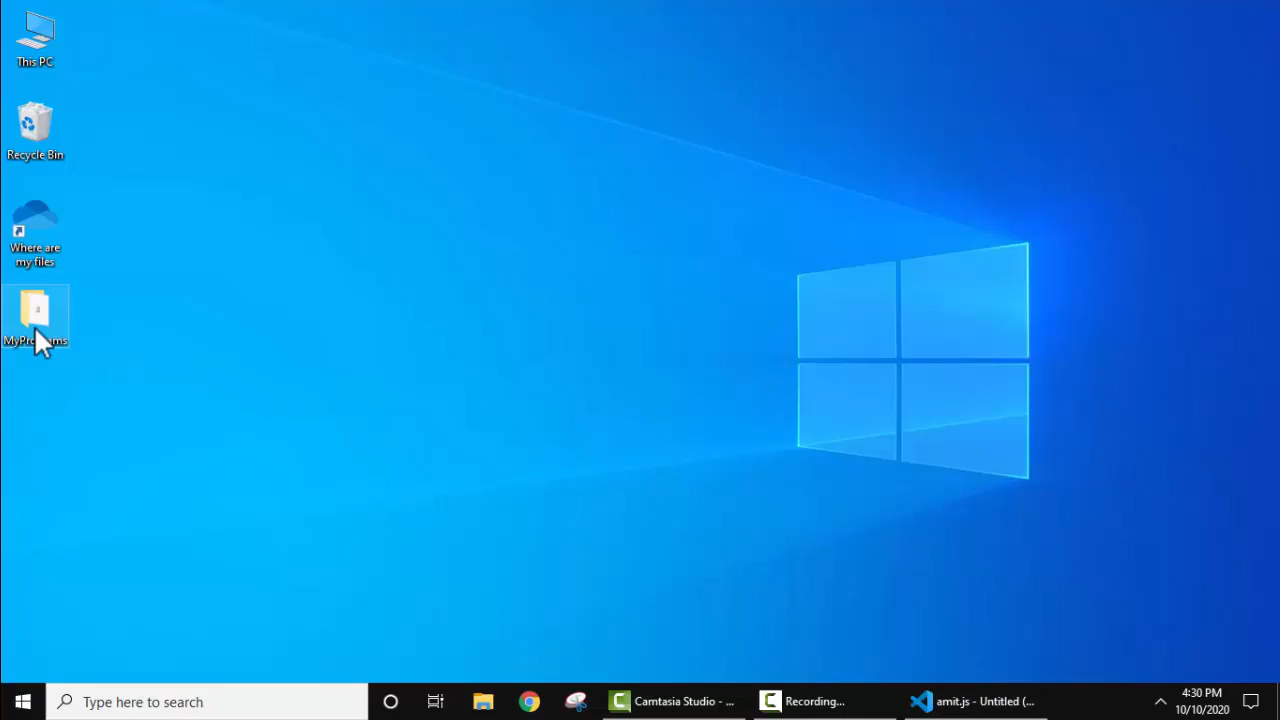 This PC
Recycle Bin
Where are
my files
Type here to search
Camtasia Studio - ...
Recording...
amit.js - Untitled (...
4:30 PM
10/10/2020